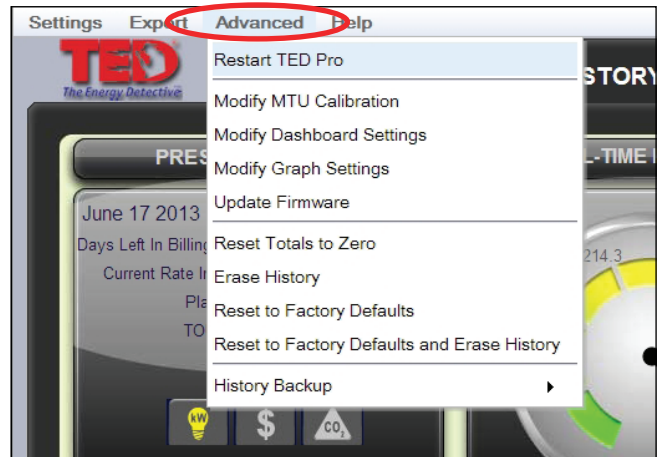 Settings Export Advanced Help
TED
The Energy Detective
Restart TED Pro
STORY
Modify MTU Calibration
Modify Dashboard Settings
PRES
L-TIME
Modify Graph Settings
Update Firmware
June 17 2013
Days Left In Billing
Reset Totals to Zero
214.3
Current Rate In
Erase History
Pla
Reset to Factory Defaults
TO
Reset to Factory Defaults and Erase History
History Backup
kW $ CO2